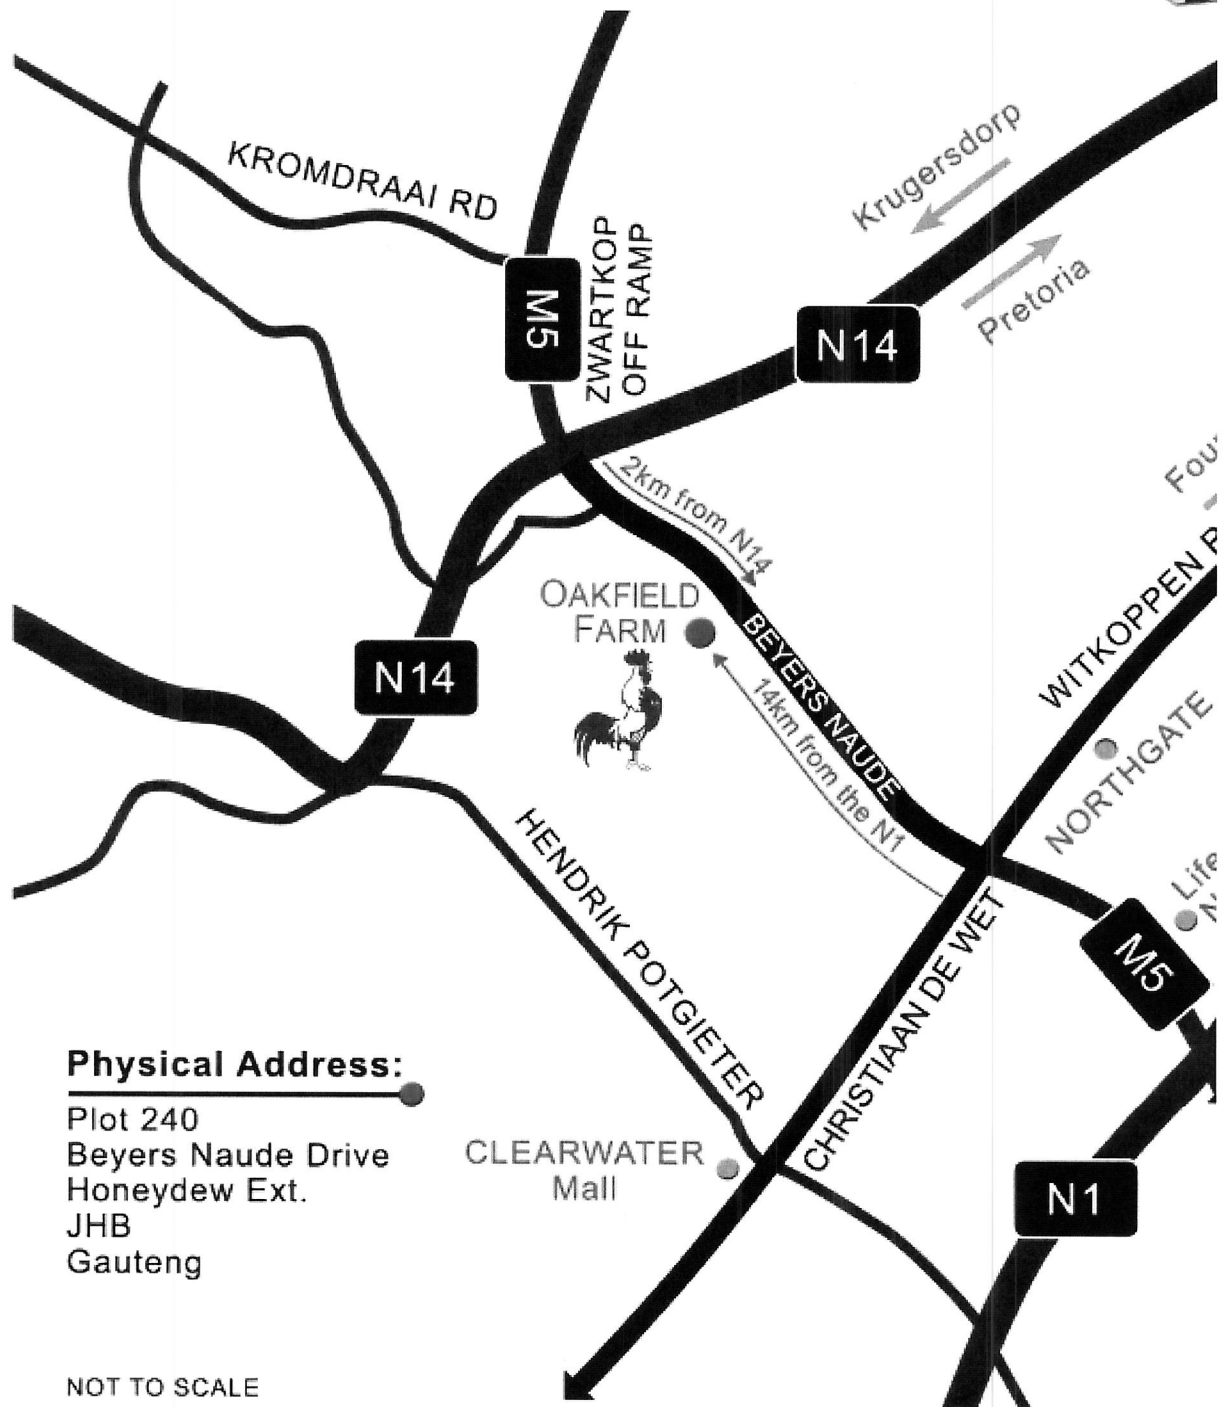 KROMDRAAI RD
Krugersdorp
Pretoria
M5
ZWARTKOP
OFF RAMP
N14
2km from N14
OAKFIELD
FARM
BEYERS NAUDE
14km from the N1
WITKOPPEN
NORTHGATE
N14
HENDRIK POTGIETER
CHRISTIAAN DE WET
Life
M5
CLEARWATER
Mall
N1
Physical Address:
Plot 240
Beyers Naude Drive
Honeydew Ext.
JHB
Gauteng
NOT TO SCALE